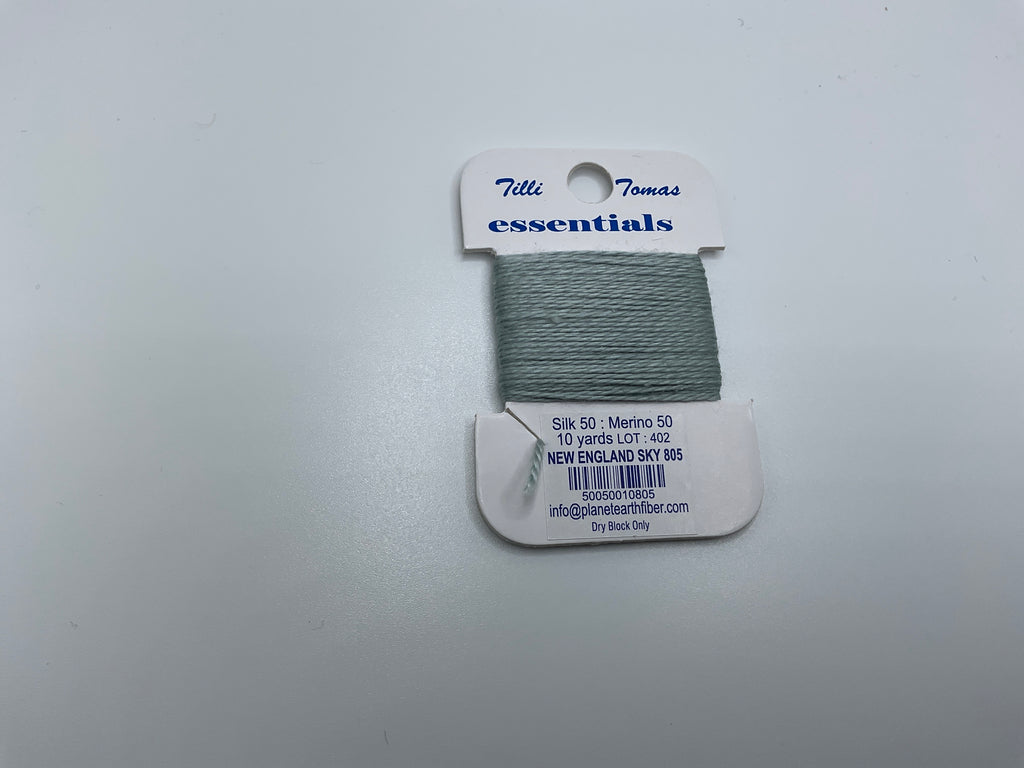 Tilli Tomas
essentials
Silk 50 : Merino 50
10 yards LOT : 402
NEW ENGLAND SKY 805
50050010805
info@planetearthfiber.com
Dry Block Only